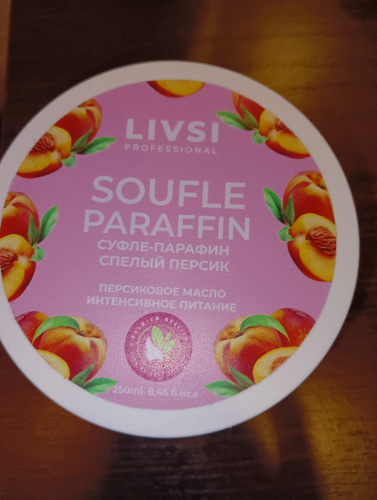 LIVSI
PROFESSIONAL
SOUFLE
PARAFFIN
СУФЛЕ-ПАРАФИН
СПЕЛЫЙ ПЕРСИК
ПЕРСИКОВОЕ МАСЛО
ИНТЕНСИВНОЕ ПИТАНИЕ
250ml. 8,45 fl.oz.e